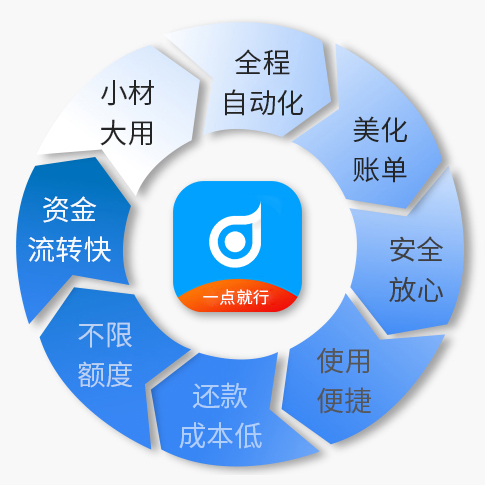 全程
自动化
美化
账单
安全
放心
使用
便捷
还款
成本低
不限
额度
资金
流转快
小材
大用
一点就行